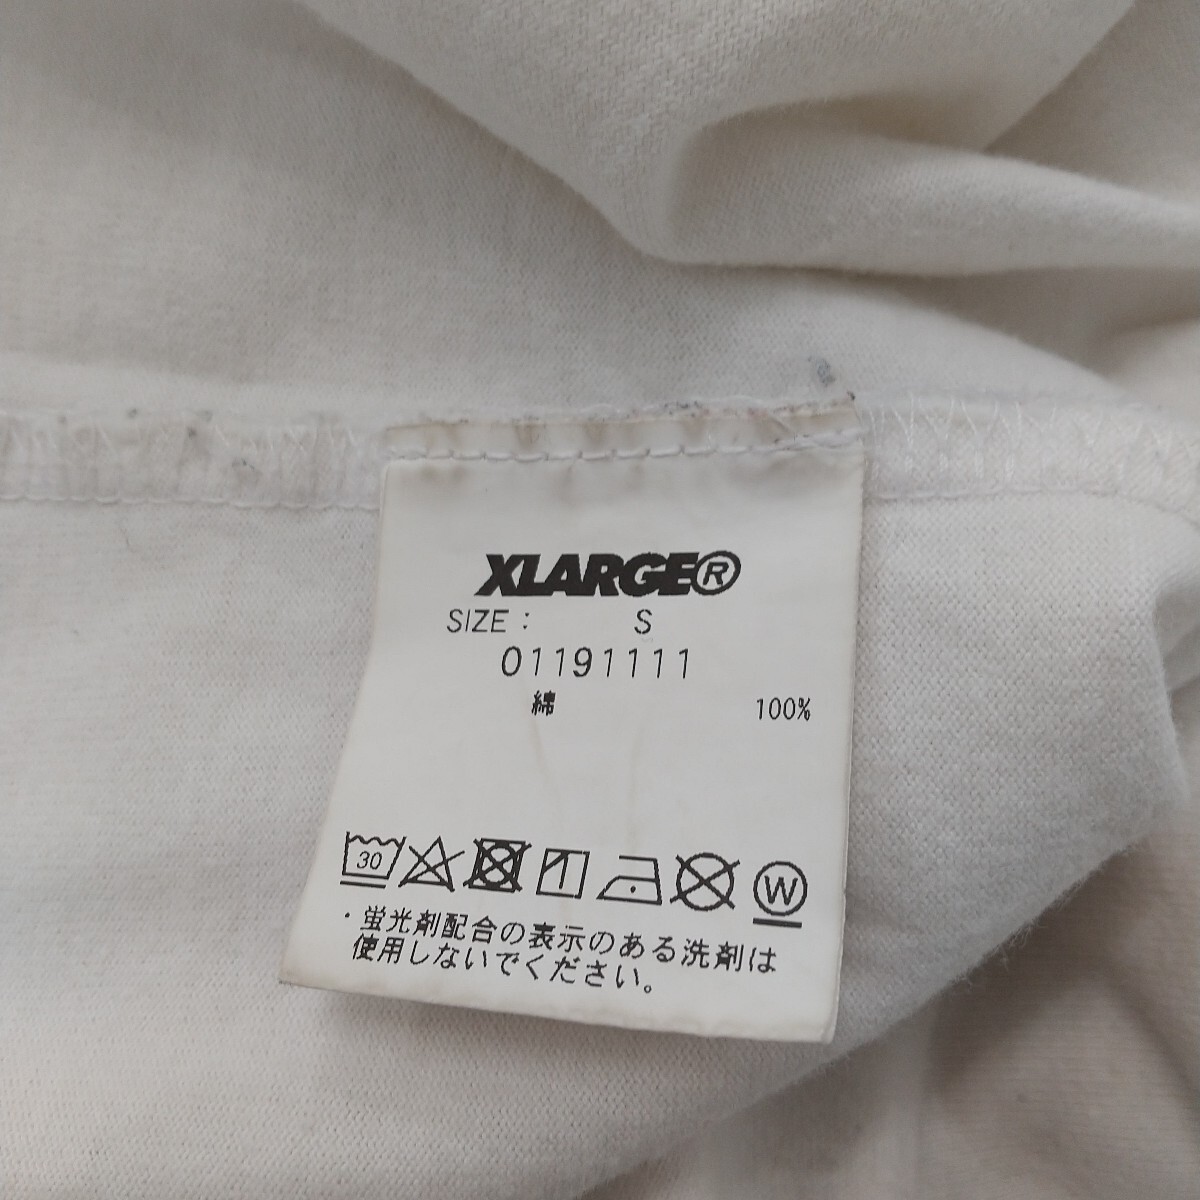 XLARGE®
SIZE : S
01191111
綿 100%
30 W
・蛍光剤配合の表示のある洗剤は
使用しないでください。